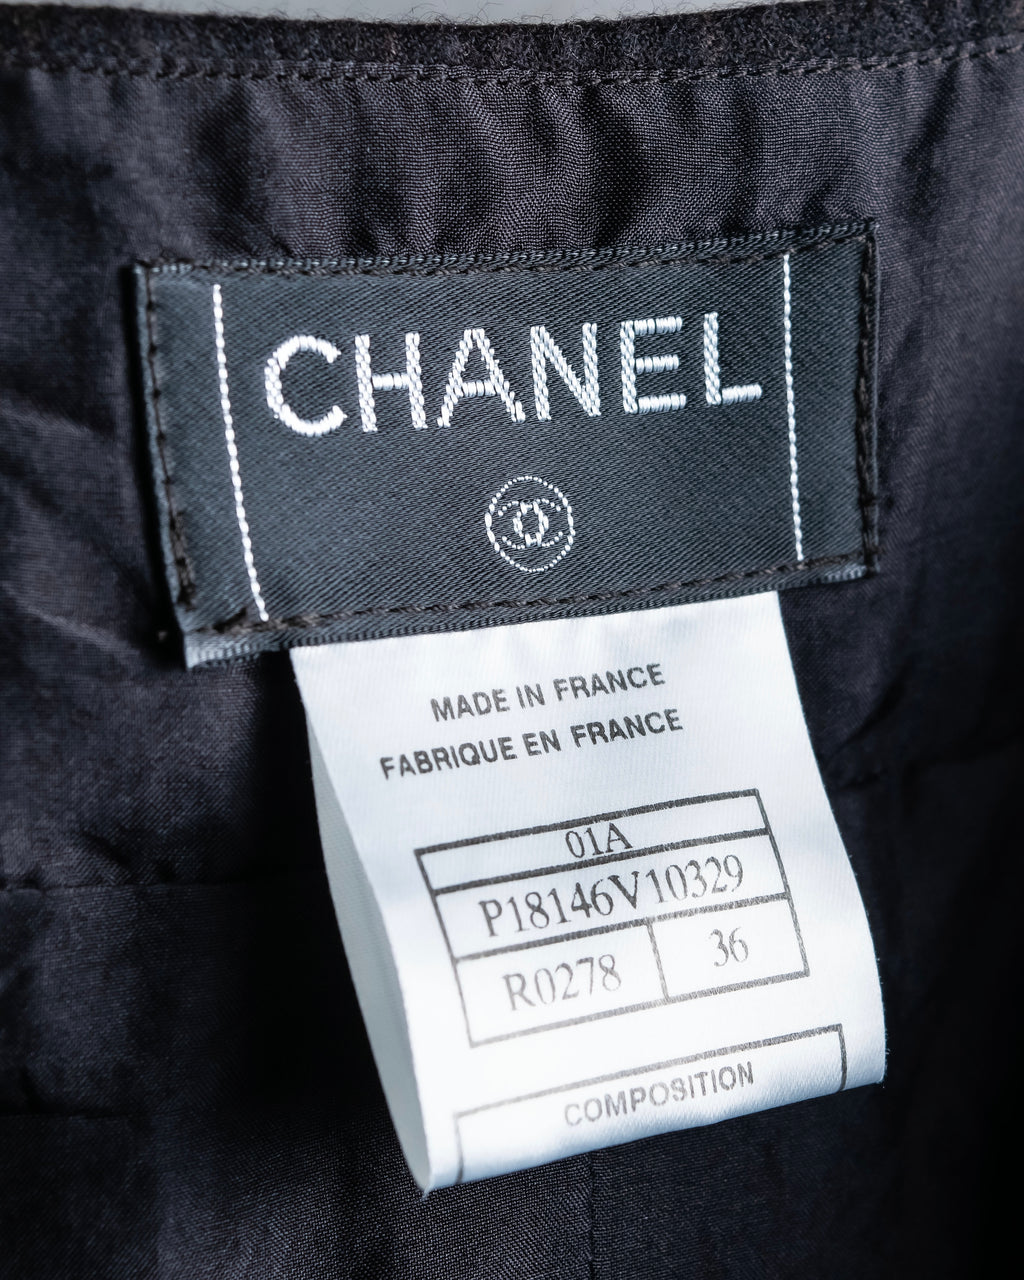 CHANEL
MADE IN FRANCE
FABRIQUE EN FRANCE
01A
P18146V10329
R0278 36
COMPOSITION